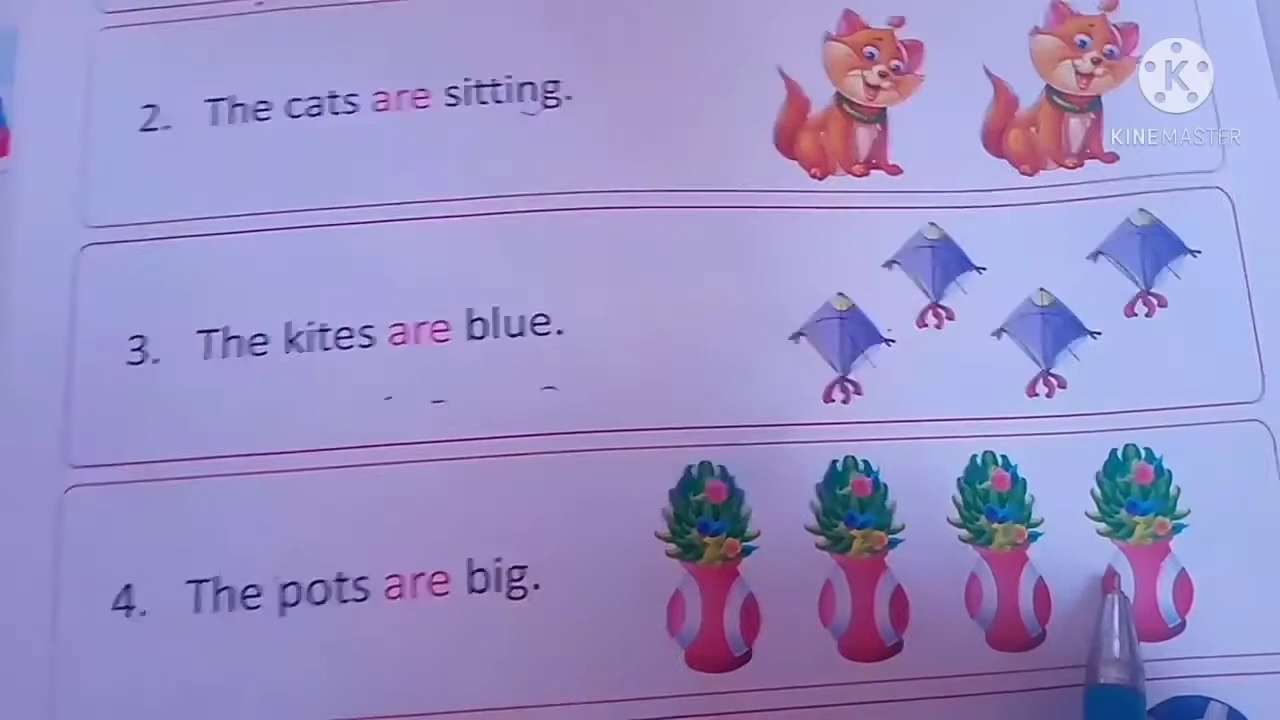 2. The cats are sitting.
KINEMASTER
3. The kites are blue.
4. The pots are big.